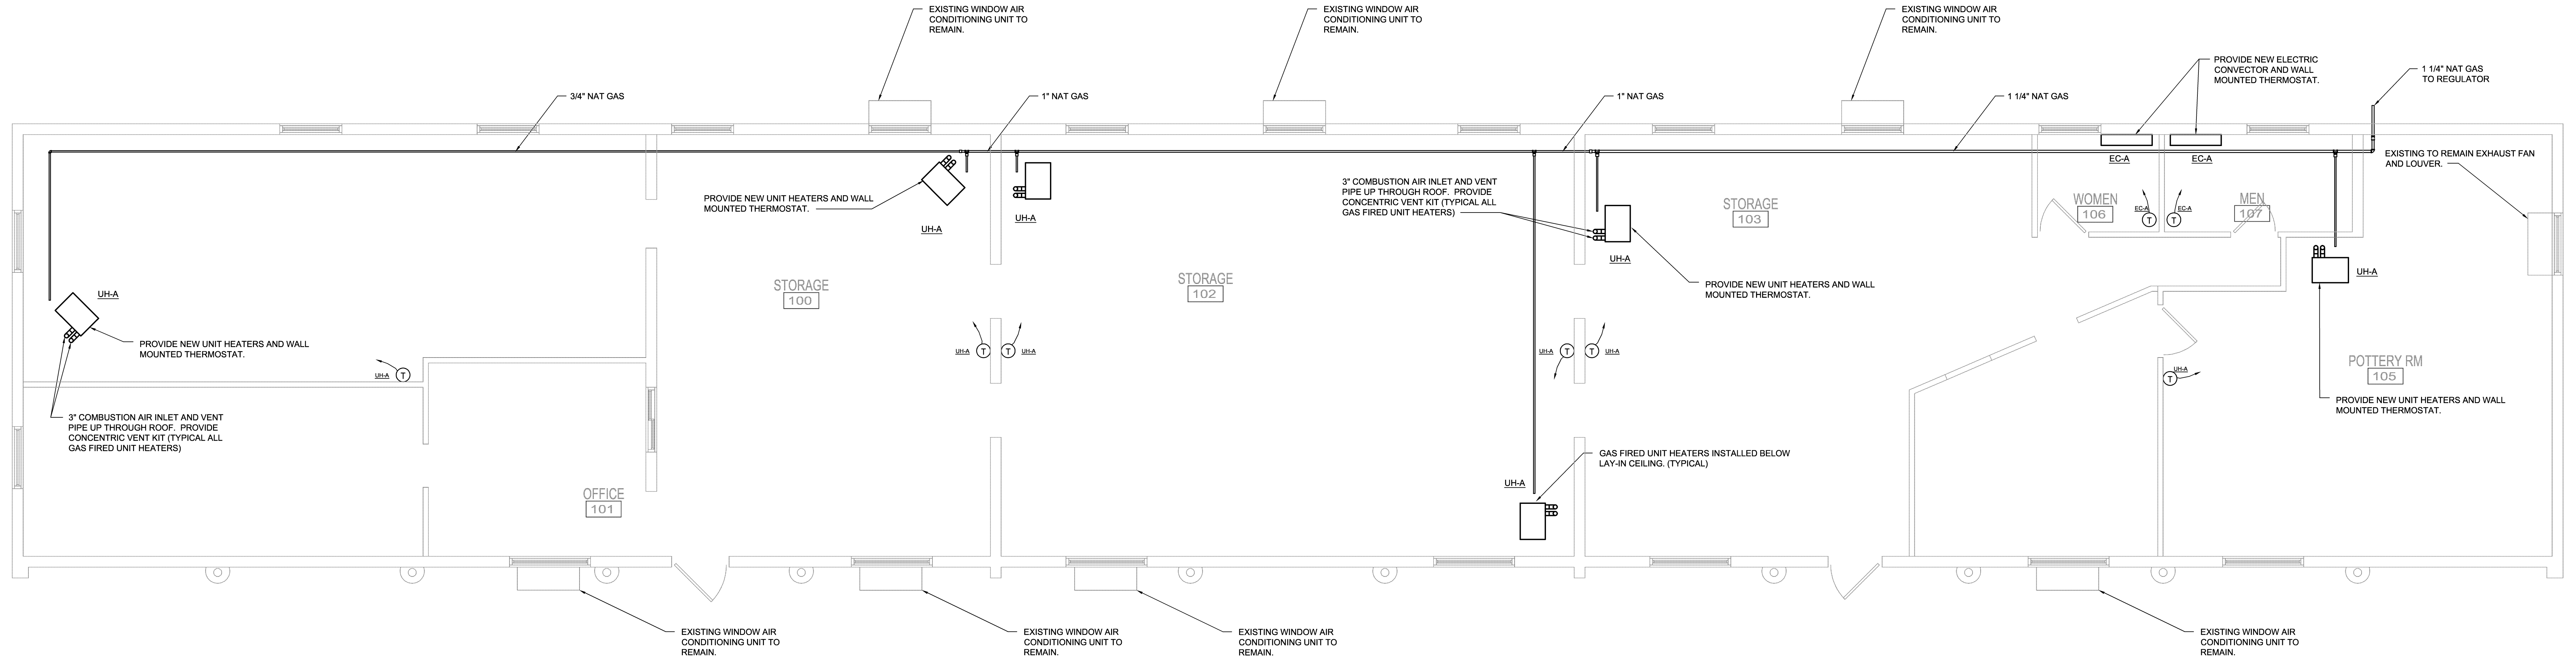 EXISTING WINDOW AIR
CONDITIONING UNIT TO
REMAIN.
EXISTING WINDOW AIR
CONDITIONING UNIT TO
REMAIN.
EXISTING WINDOW AIR
CONDITIONING UNIT TO
REMAIN.
PROVIDE NEW ELECTRIC
CONVECTOR AND WALL
MOUNTED THERMOSTAT.
1 1/4" NAT GAS
TO REGULATOR
3/4" NAT GAS
1" NAT GAS
1" NAT GAS
1 1/4" NAT GAS
EC-A
EC-A
EXISTING TO REMAIN EXHAUST FAN
AND LOUVER.
PROVIDE NEW UNIT HEATERS AND WALL
MOUNTED THERMOSTAT.
UH-A
UH-A
3" COMBUSTION AIR INLET AND VENT
PIPE UP THROUGH ROOF. PROVIDE
CONCENTRIC VENT KIT (TYPICAL ALL
GAS FIRED UNIT HEATERS)
STORAGE
103
WOMEN
106
EC-A
T
EC-A
T
MEN
107
UH-A
UH-A
STORAGE
100
STORAGE
102
PROVIDE NEW UNIT HEATERS AND WALL
MOUNTED THERMOSTAT.
UH-A
PROVIDE NEW UNIT HEATERS AND WALL
MOUNTED THERMOSTAT.
UH-A
T
UH-A
T
T
UH-A
UH-A
T
T
UH-A
UH-A
T
POTTERY RM
105
PROVIDE NEW UNIT HEATERS AND WALL
MOUNTED THERMOSTAT.
3" COMBUSTION AIR INLET AND VENT
PIPE UP THROUGH ROOF. PROVIDE
CONCENTRIC VENT KIT (TYPICAL ALL
GAS FIRED UNIT HEATERS)
GAS FIRED UNIT HEATERS INSTALLED BELOW
LAY-IN CEILING. (TYPICAL)
UH-A
OFFICE
101
EXISTING WINDOW AIR
CONDITIONING UNIT TO
REMAIN.
EXISTING WINDOW AIR
CONDITIONING UNIT TO
REMAIN.
EXISTING WINDOW AIR
CONDITIONING UNIT TO
REMAIN.
EXISTING WINDOW AIR
CONDITIONING UNIT TO
REMAIN.